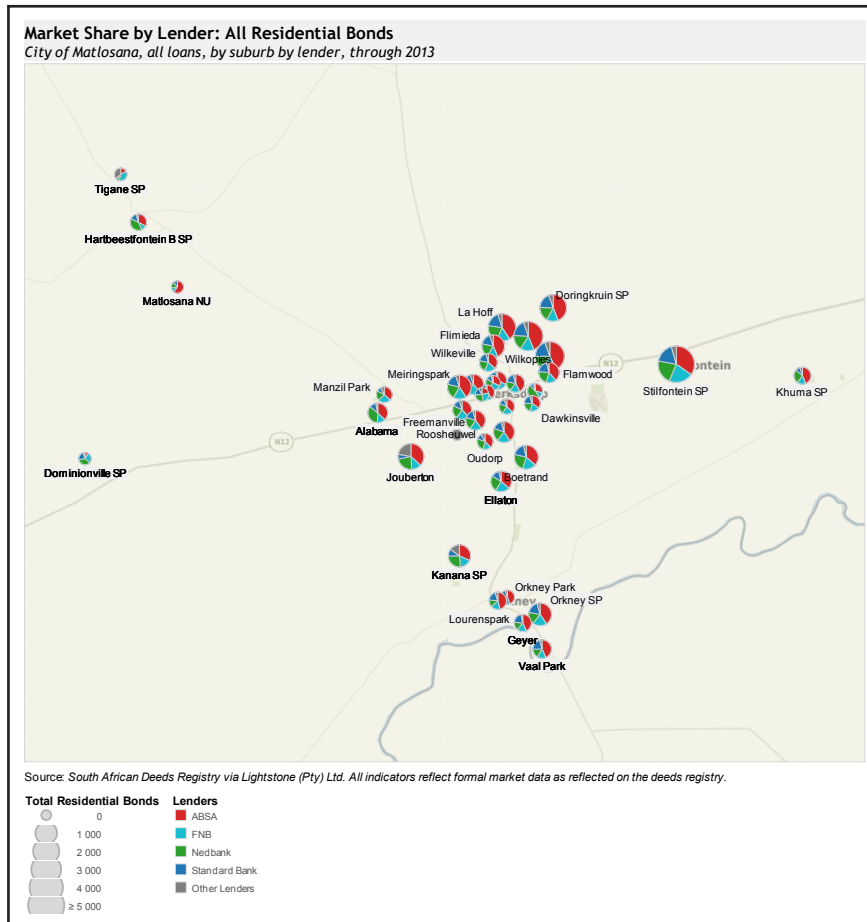 Market Share by Lender: All Residential Bonds
City of Matlosana, all loans, by suburb by lender, through 2013
Tigane SP
Hartbeestfontein B SP
Matlosana NU
Doringkruin SP
La Hoff
Flimieda
Wilkeville
Wilkopies
N12
Stilfontein SP
Khuma SP
Meiringspark
Flamwood
Manzil Park
Alabama
Freemanville
Dawkinsville
Roosheuwel
N12
Oudorp
Dominionville SP
Jouberton
Boetrand
Ellaton
Kanana SP
Orkney Park
Orkney SP
Lourenspark
Geyer
Vaal Park
Source: South African Deeds Registry via Lightstone (Pty) Ltd. All indicators reflect formal market data as reflected on the deeds registry.
Total Residential Bonds
0
1 000
2 000
3 000
4 000
≥ 5 000
Lenders
ABSA
FNB
Nedbank
Standard Bank
Other Lenders